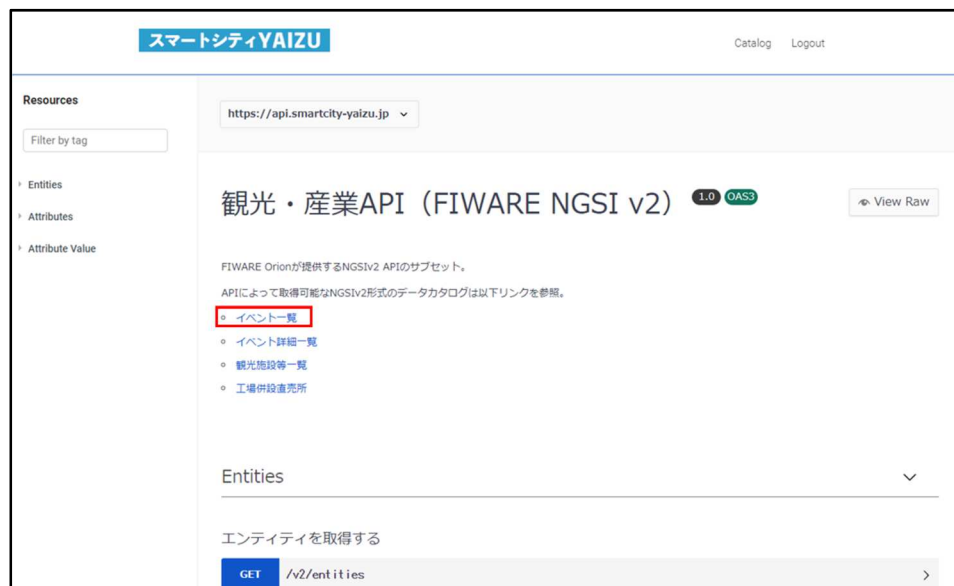 スマートシティYAIZU
Catalog Logout
Resources
Filter by tag
Entities
Attributes
Attribute Value
https://api.smartcity-yaizu.jp
観光・産業API（FIWARE NGSI v2） 1.0 OAS3
View Raw
FIWARE Orionが提供するNGSIv2 APIのサブセット。
APIによって取得可能なNGSIv2形式のデータカタログは以下リンクを参照。
イベント一覧
イベント詳細一覧
観光施設等一覧
工場併設直売所
Entities
エンティティを取得する
GET /v2/entities